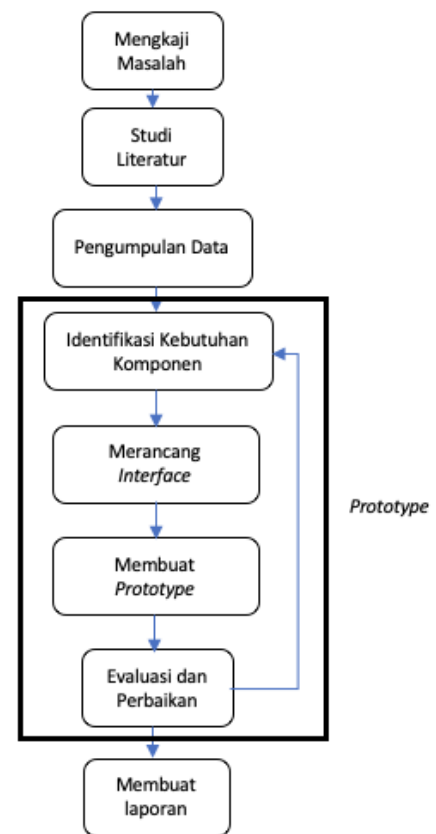 Mengkaji
Masalah
Studi
Literatur
Pengumpulan Data
Identifikasi Kebutuhan
Komponen
Merancang
Interface
Prototype
Membuat
Prototype
Evaluasi dan
Perbaikan
Membuat
laporan